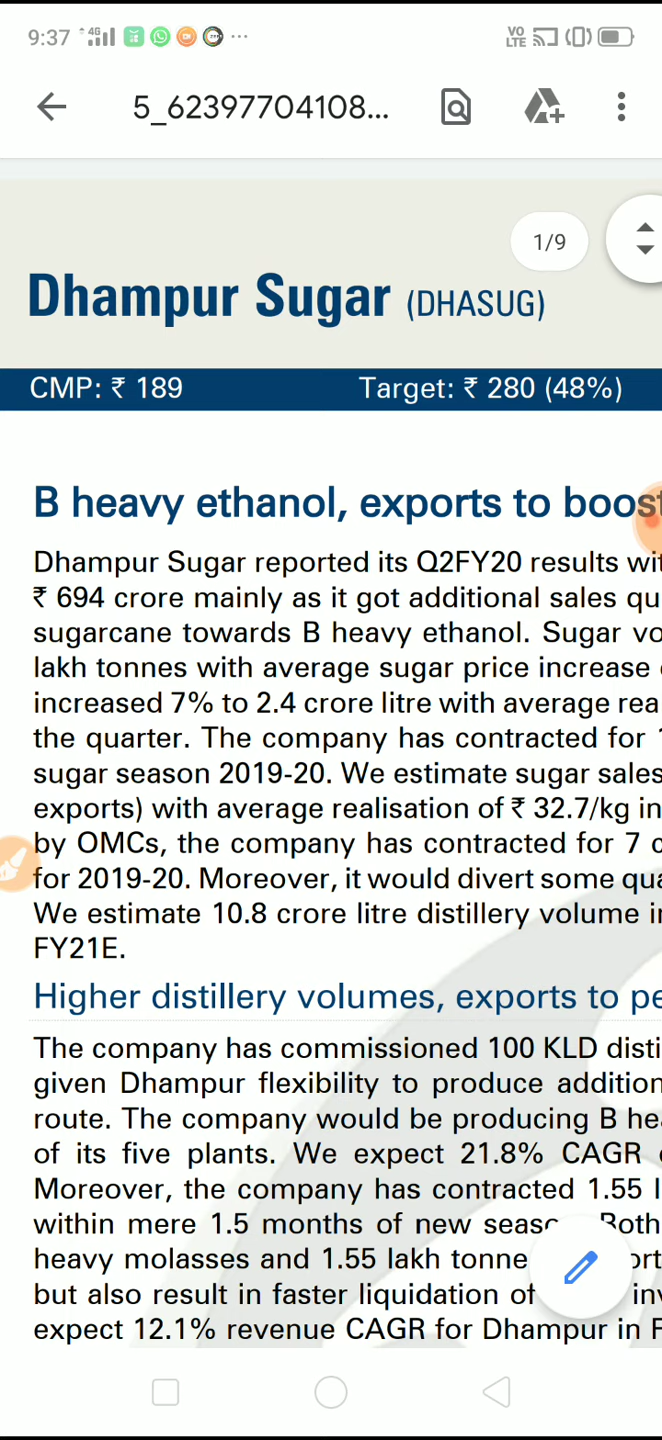 9:37 4G VO LTE
5_62397704108...
1/9
Dhampur Sugar (DHASUG)
CMP: ₹ 189 Target: ₹ 280 (48%)
B heavy ethanol, exports to boost
Dhampur Sugar reported its Q2FY20 results wit
₹ 694 crore mainly as it got additional sales qu
sugarcane towards B heavy ethanol. Sugar vo
lakh tonnes with average sugar price increase
increased 7% to 2.4 crore litre with average rea
the quarter. The company has contracted for 1
sugar season 2019-20. We estimate sugar sales
exports) with average realisation of ₹ 32.7/kg in
by OMCs, the company has contracted for 7 c
for 2019-20. Moreover, it would divert some qua
We estimate 10.8 crore litre distillery volume in
FY21E.
Higher distillery volumes, exports to pe
The company has commissioned 100 KLD disti
given Dhampur flexibility to produce addition
route. The company would be producing B hea
of its five plants. We expect 21.8% CAGR
Moreover, the company has contracted 1.55 l
within mere 1.5 months of new seaso Both
heavy molasses and 1.55 lakh tonne ort
but also result in faster liquidation of inv
expect 12.1% revenue CAGR for Dhampur in F